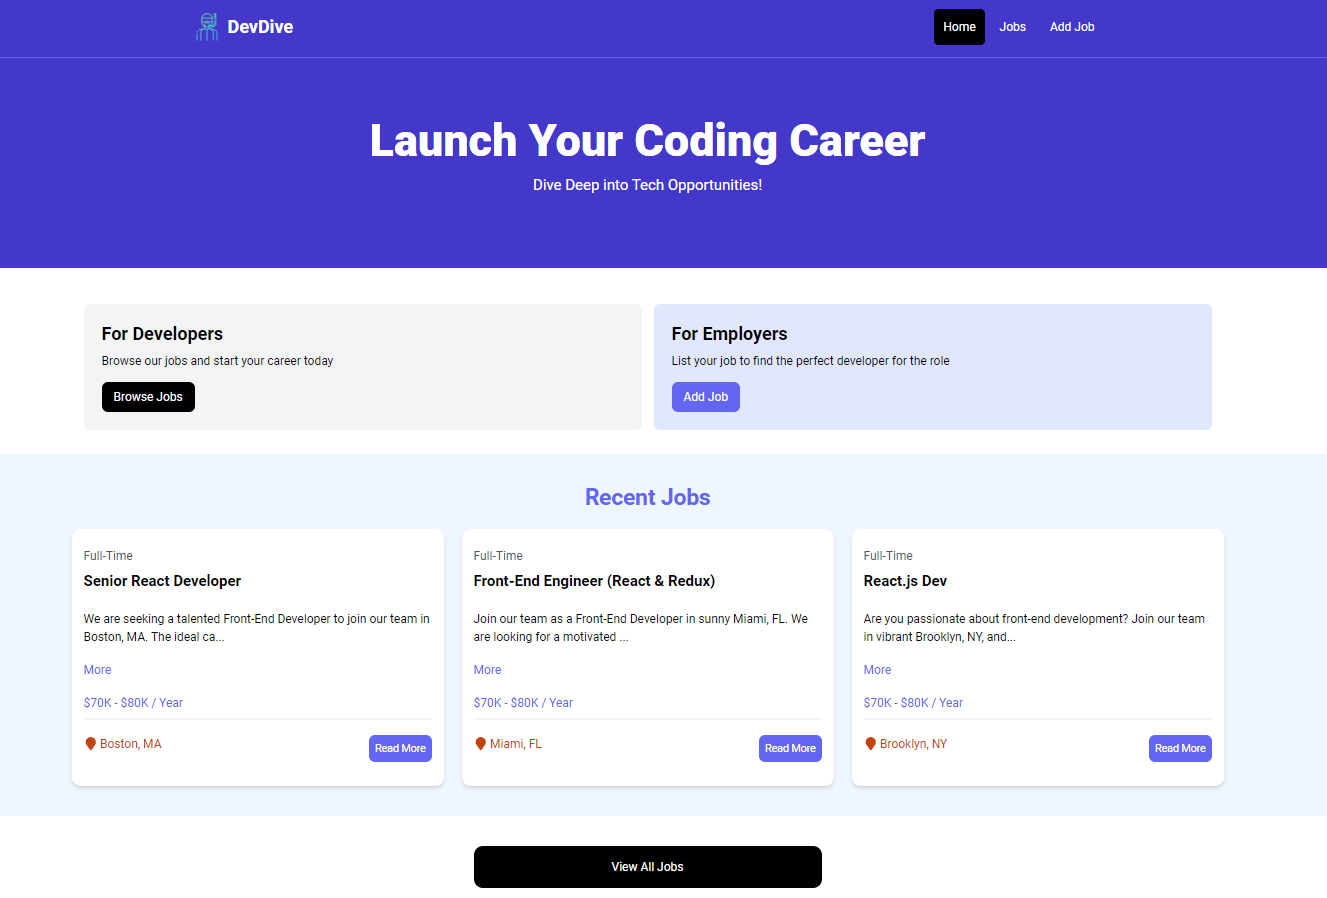 DevDive
Home
Jobs
Add Job
Launch Your Coding Career
Dive Deep into Tech Opportunities!
For Developers
Browse our jobs and start your career today
Browse Jobs
For Employers
List your job to find the perfect developer for the role
Add Job
Recent Jobs
Full-Time
Senior React Developer
We are seeking a talented Front-End Developer to join our team in
Boston, MA. The ideal ca...
More
$70K - $80K / Year
Boston, MA
Read More
Full-Time
Front-End Engineer (React & Redux)
Join our team as a Front-End Developer in sunny Miami, FL. We
are looking for a motivated ...
More
$70K - $80K / Year
Miami, FL
Read More
Full-Time
React.js Dev
Are you passionate about front-end development? Join our team
in vibrant Brooklyn, NY, and...
More
$70K - $80K / Year
Brooklyn, NY
Read More
View All Jobs